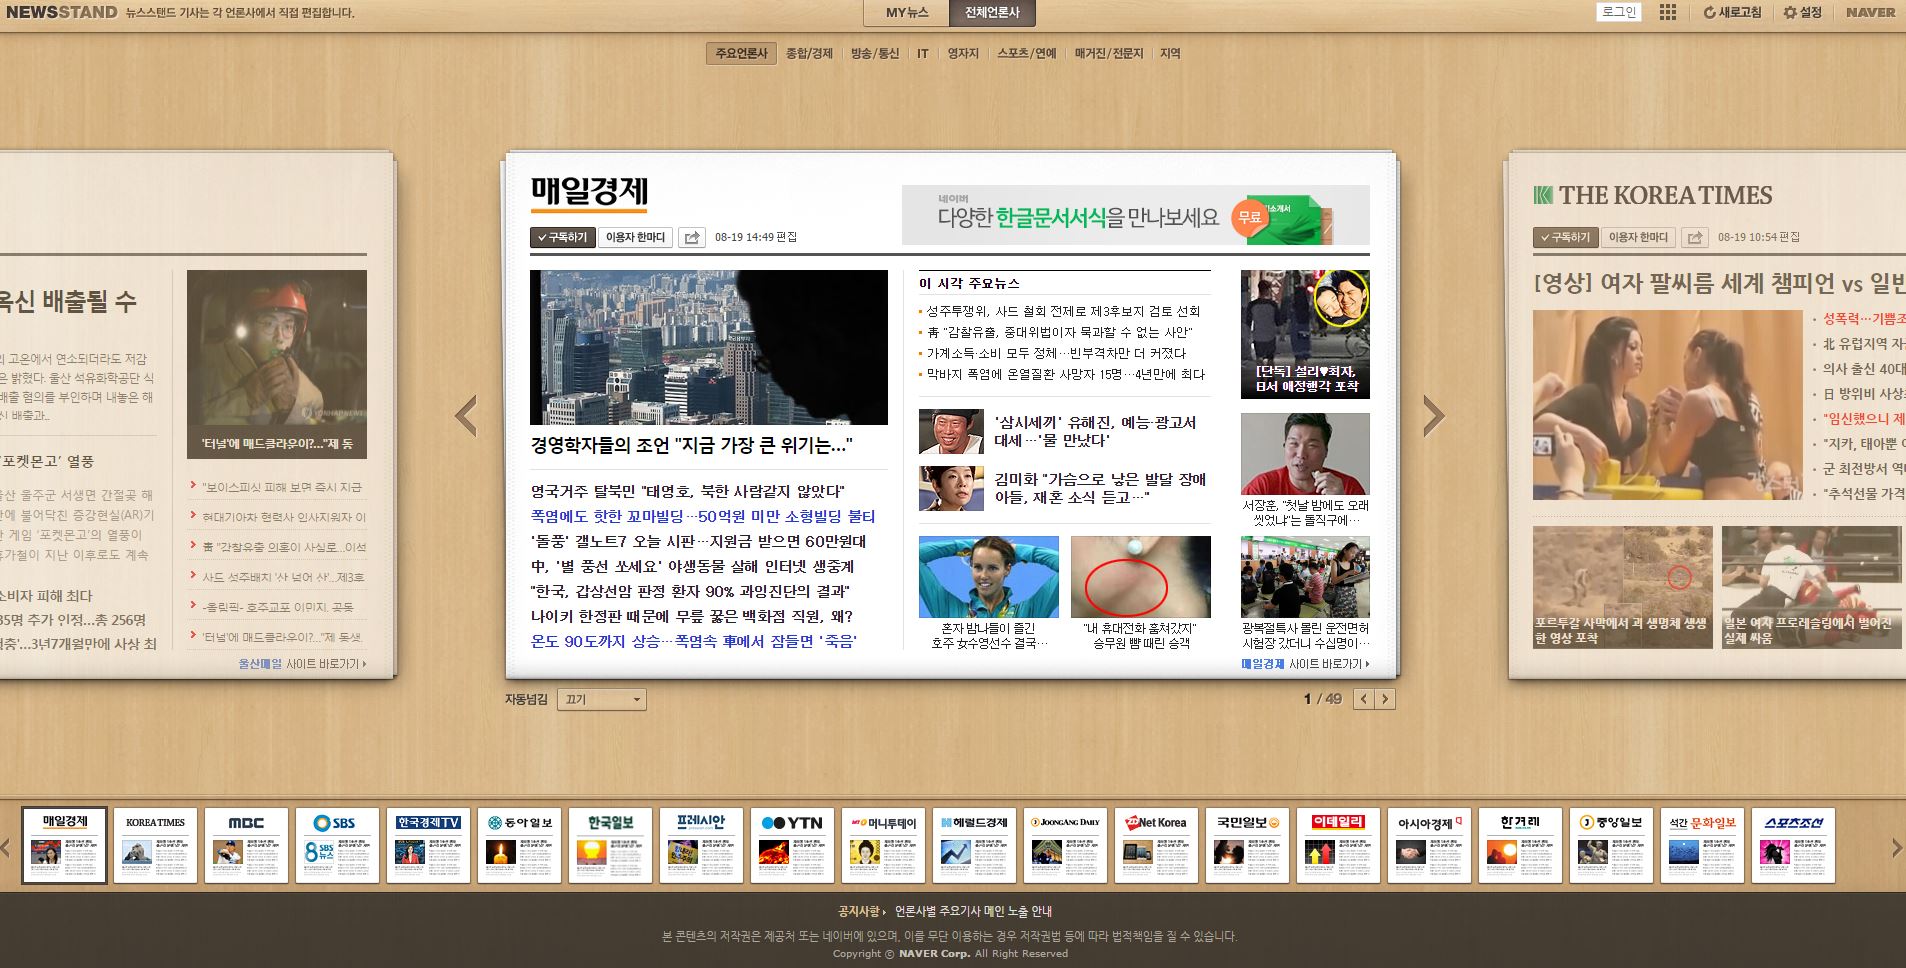 NEWSSTAND 뉴스스탠드 기사는 각 언론사에서 직접 편집합니다.
MY뉴스
전체언론사
로그인
새로고침
설정
NAVER
주요언론사 종합/경제 방송/통신 IT 영자지 스포츠/연예 매거진/전문지 지역
옥신 배출될 수
의 고온에서 연소되더라도 저감
은 밝혔다. 울산 석유화학공단 식
배출 혐의를 부인하며 내놓은 해
신 배출과..
'포켓몬고' 열풍
울산 울주군 서생면 간절곶 해
안에 불어닥친 증강현실(AR)기
반 게임 '포켓몬고'의 열풍이
휴가철이 지난 이후로도 계속
소비자 피해 최다
35명 추가 인정...총 256명
청중'...3년7개월만에 사상 최
YONHAPNEWS
'터널'에 매드클라운이?..."제 동
"보이스피싱 피해 보면 즉시 지급
현대기아차 협력사 인사지원자 이
靑 "감찰유출 의혹이 사실로...이석
사드 성주배치 '산 넘어 산'...제3후
-올림픽- 호주교포 이민지, 공동
'터널'에 매드클라운이?..."제 동생.
울산매일 사이트 바로가기
매일경제
구독하기 이용자 한마디
08-19 14:49 편집
네이버
다양한 한글문서서식을 만나보세요
무료
경영학자들의 조언 "지금 가장 큰 위기는..."
영국거주 탈북민 "태영호, 북한 사람같지 않았다"
폭염에도 핫한 꼬마빌딩…50억원 미만 소형빌딩 불티
'돌풍' 갤노트7 오늘 시판…지원금 받으면 60만원대
中, '별 풍선 쏘세요' 야생동물 살해 인터넷 생중계
"한국, 갑상선암 판정 환자 90% 과잉진단의 결과"
나이키 한정판 때문에 무릎 꿇은 백화점 직원, 왜?
온도 90도까지 상승…폭염속 車에서 잠들면 '죽음'
이 시각 주요뉴스
성주투쟁위, 사드 철회 전제로 제3후보지 검토 선회
靑 "감찰유출, 중대위법이자 묵과할 수 없는 사안"
가계소득·소비 모두 정체…빈부격차만 더 커졌다
막바지 폭염에 온열질환 사망자 15명…4년만에 최다
'삼시세끼' 유해진, 예능·광고서
대세…'물 만났다'
김미화 "가슴으로 낳은 발달 장애
아들, 재혼 소식 듣고…"
혼자 밤나들이 즐긴
호주 女수영선수 결국…
"내 휴대전화 훔쳐갔지"
승무원 뺨 때린 승객
[단독] 설리♥최자,
日서 애정행각 포착
서장훈, "첫날 밤에도 오래
씻었냐"는 돌직구에…
광복절특사 몰린 운전면허
시험장 갔더니 수십명이…
매일경제 사이트 바로가기
자동넘김 끄기
1 / 49
THE KOREA TIMES
구독하기 이용자 한마디
08-19 10:54 편집
[영상] 여자 팔씨름 세계 챔피언 vs 일반
성폭력…기쁨조
北 유럽지역 자
의사 출신 40대
日 방위비 사상
"임신했으니 제
"지카, 태아뿐 아
군 최전방서 역
"추석선물 가격
포르투갈 사막에서 괴 생명체 생생
한 영상 포착
일본 여자 프로레슬링에서 벌어진
실제 싸움
매일경제
KOREA TIMES
MBC
SBS
한국경제TV
동아일보
한국일보
프레시안
YTN
머니투데이
헤럴드경제
JOONGANG DAILY
ZDNet Korea
국민일보
이데일리
아시아경제
한겨레
중앙일보
석간 문화일보
스포츠조선
공지사항 언론사별 주요기사 메인 노출 안내
본 콘텐츠의 저작권은 제공처 또는 네이버에 있으며, 이를 무단 이용하는 경우 저작권법 등에 따라 법적책임을 질 수 있습니다.
Copyright © NAVER Corp. All Right Reserved